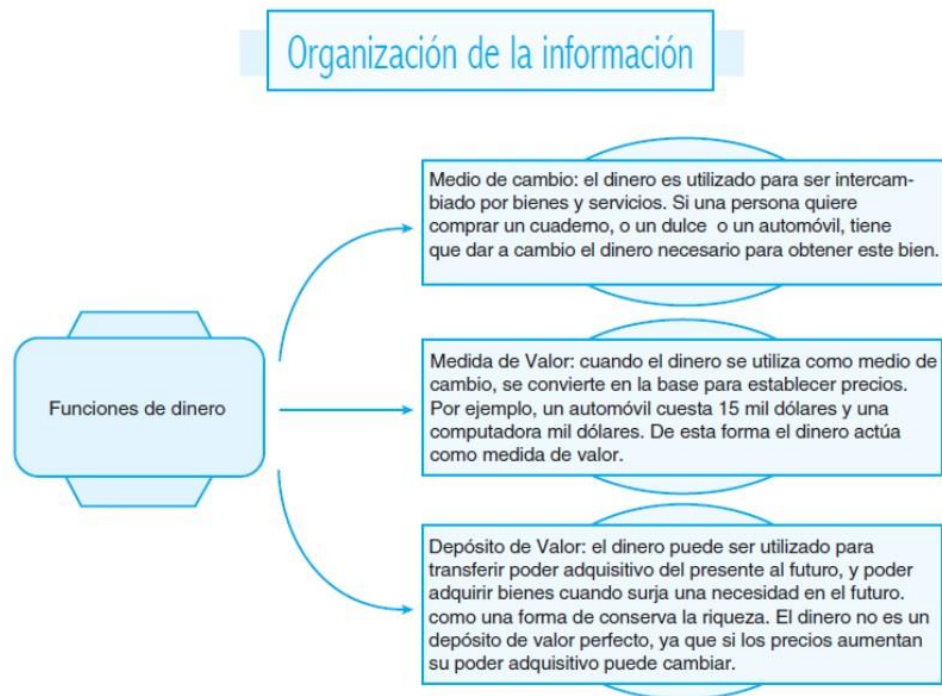 Organización de la información
Medio de cambio: el dinero es utilizado para ser intercam-
biado por bienes y servicios. Si una persona quiere
comprar un cuaderno, o un dulce o un automóvil, tiene
que dar a cambio el dinero necesario para obtener este bien.
Funciones de dinero
Medida de Valor: cuando el dinero se utiliza como medio de
cambio, se convierte en la base para establecer precios.
Por ejemplo, un automóvil cuesta 15 mil dólares y una
computadora mil dólares. De esta forma el dinero actúa
como medida de valor.
Depósito de Valor: el dinero puede ser utilizado para
transferir poder adquisitivo del presente al futuro, y poder
adquirir bienes cuando surja una necesidad en el futuro.
como una forma de conserva la riqueza. El dinero no es un
depósito de valor perfecto, ya que si los precios aumentan
su poder adquisitivo puede cambiar.